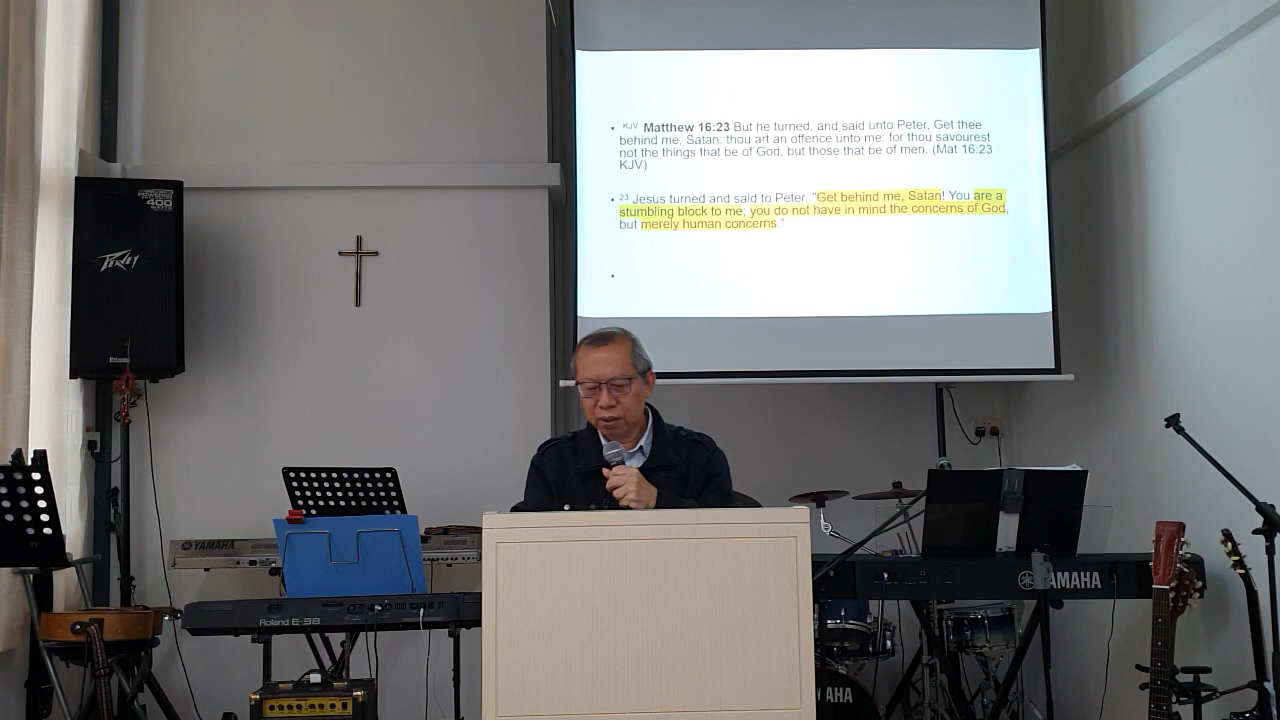 KJV Matthew 16:23 But he turned, and said unto Peter, Get thee
behind me, Satan: thou art an offence unto me: for thou savourest
not the things that be of God, but those that be of men. (Mat 16:23
KJV)
23 Jesus turned and said to Peter, "Get behind me, Satan! You are a
stumbling block to me; you do not have in mind the concerns of God,
but merely human concerns."
POWERED
400
WATTS
PEAVEY
YAMAHA
Roland E-38
YAMAHA
AHA